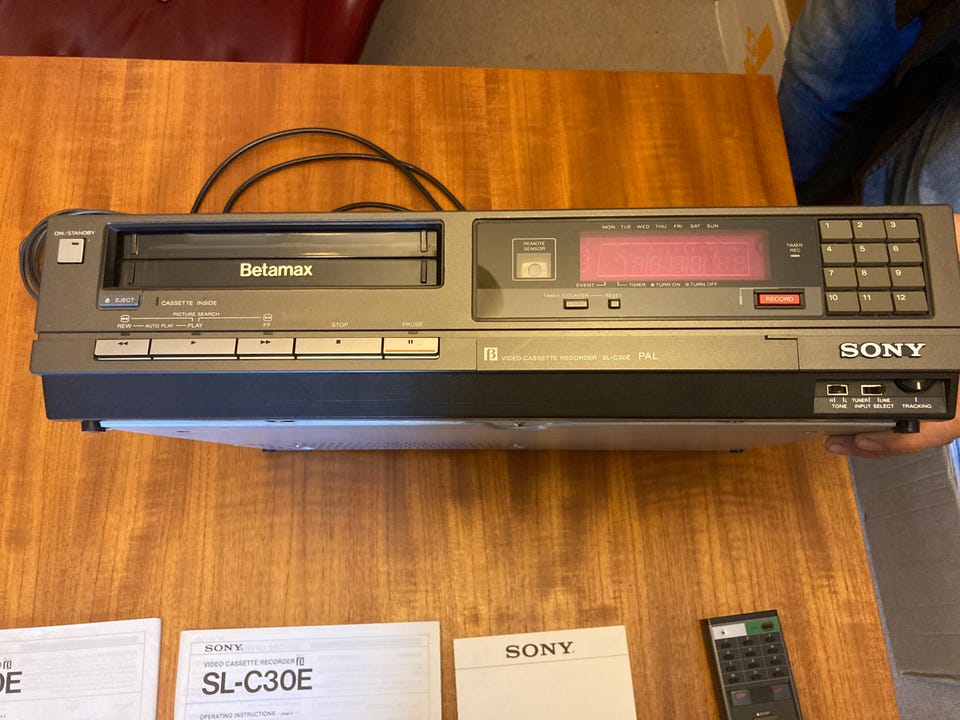 ON/STANDBY
Betamax
EJECT
CASSETTE INSIDE
PICTURE SEARCH
REW AUTO PLAY PLAY FF STOP PAUSE
MON TUE WED THU FRI SAT SUN
REMOTE
SENSOR
EVENT TIMER TURN ON TURN OFF
TIMER/COUNTER RESET
TIMER
REC
RECORD
1 2 3
4 5 6
7 8 9
10 11 12
β VIDEO CASSETTE RECORDER SL-C30E PAL
SONY
TUNER LINE
TONE INPUT SELECT TRACKING
SONY
VIDEO CASSETTE RECORDER β
SL-C30E
OPERATING INSTRUCTIONS
SONY